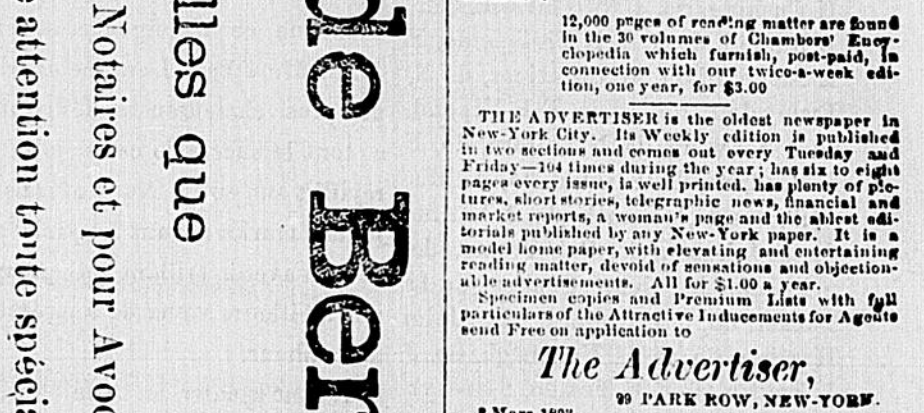 12,000 pages of reading matter are found
in the 30 volumes of Chambers' Ency-
clopedia which furnish, post-paid, in
connection with our twice-a-week edi-
tion, one year, for $3.00
THE ADVERTISER is the oldest newspaper in
New-York City. Its Weekly edition is published
in two sections and comes out every Tuesday and
Friday—104 times during the year; has six to eight
pages every issue, is well printed, has plenty of pic-
tures, short stories, telegraphic news, financial and
market reports, a woman's page and the ablest edi-
torials published by any New-York paper. It is a
model home paper, with elevating and entertaining
reading matter, devoid of sensations and objection-
able advertisements. All for $1.00 a year.
Specimen copies and Premium Lists with full
particulars of the Attractive Inducements for Agents
send Free on application to
The Advertiser,
29 PARK ROW, NEW-YORK.
de Ber
lles que
Notaires et pour Avoc
attention toute spécia